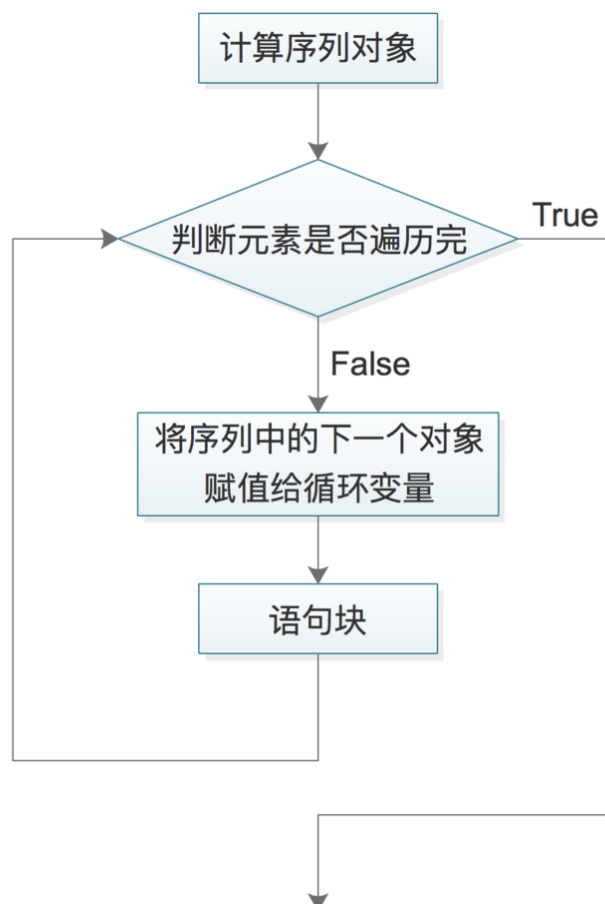 计算序列对象
判断元素是否遍历完
True
False
将序列中的下一个对象
赋值给循环变量
语句块